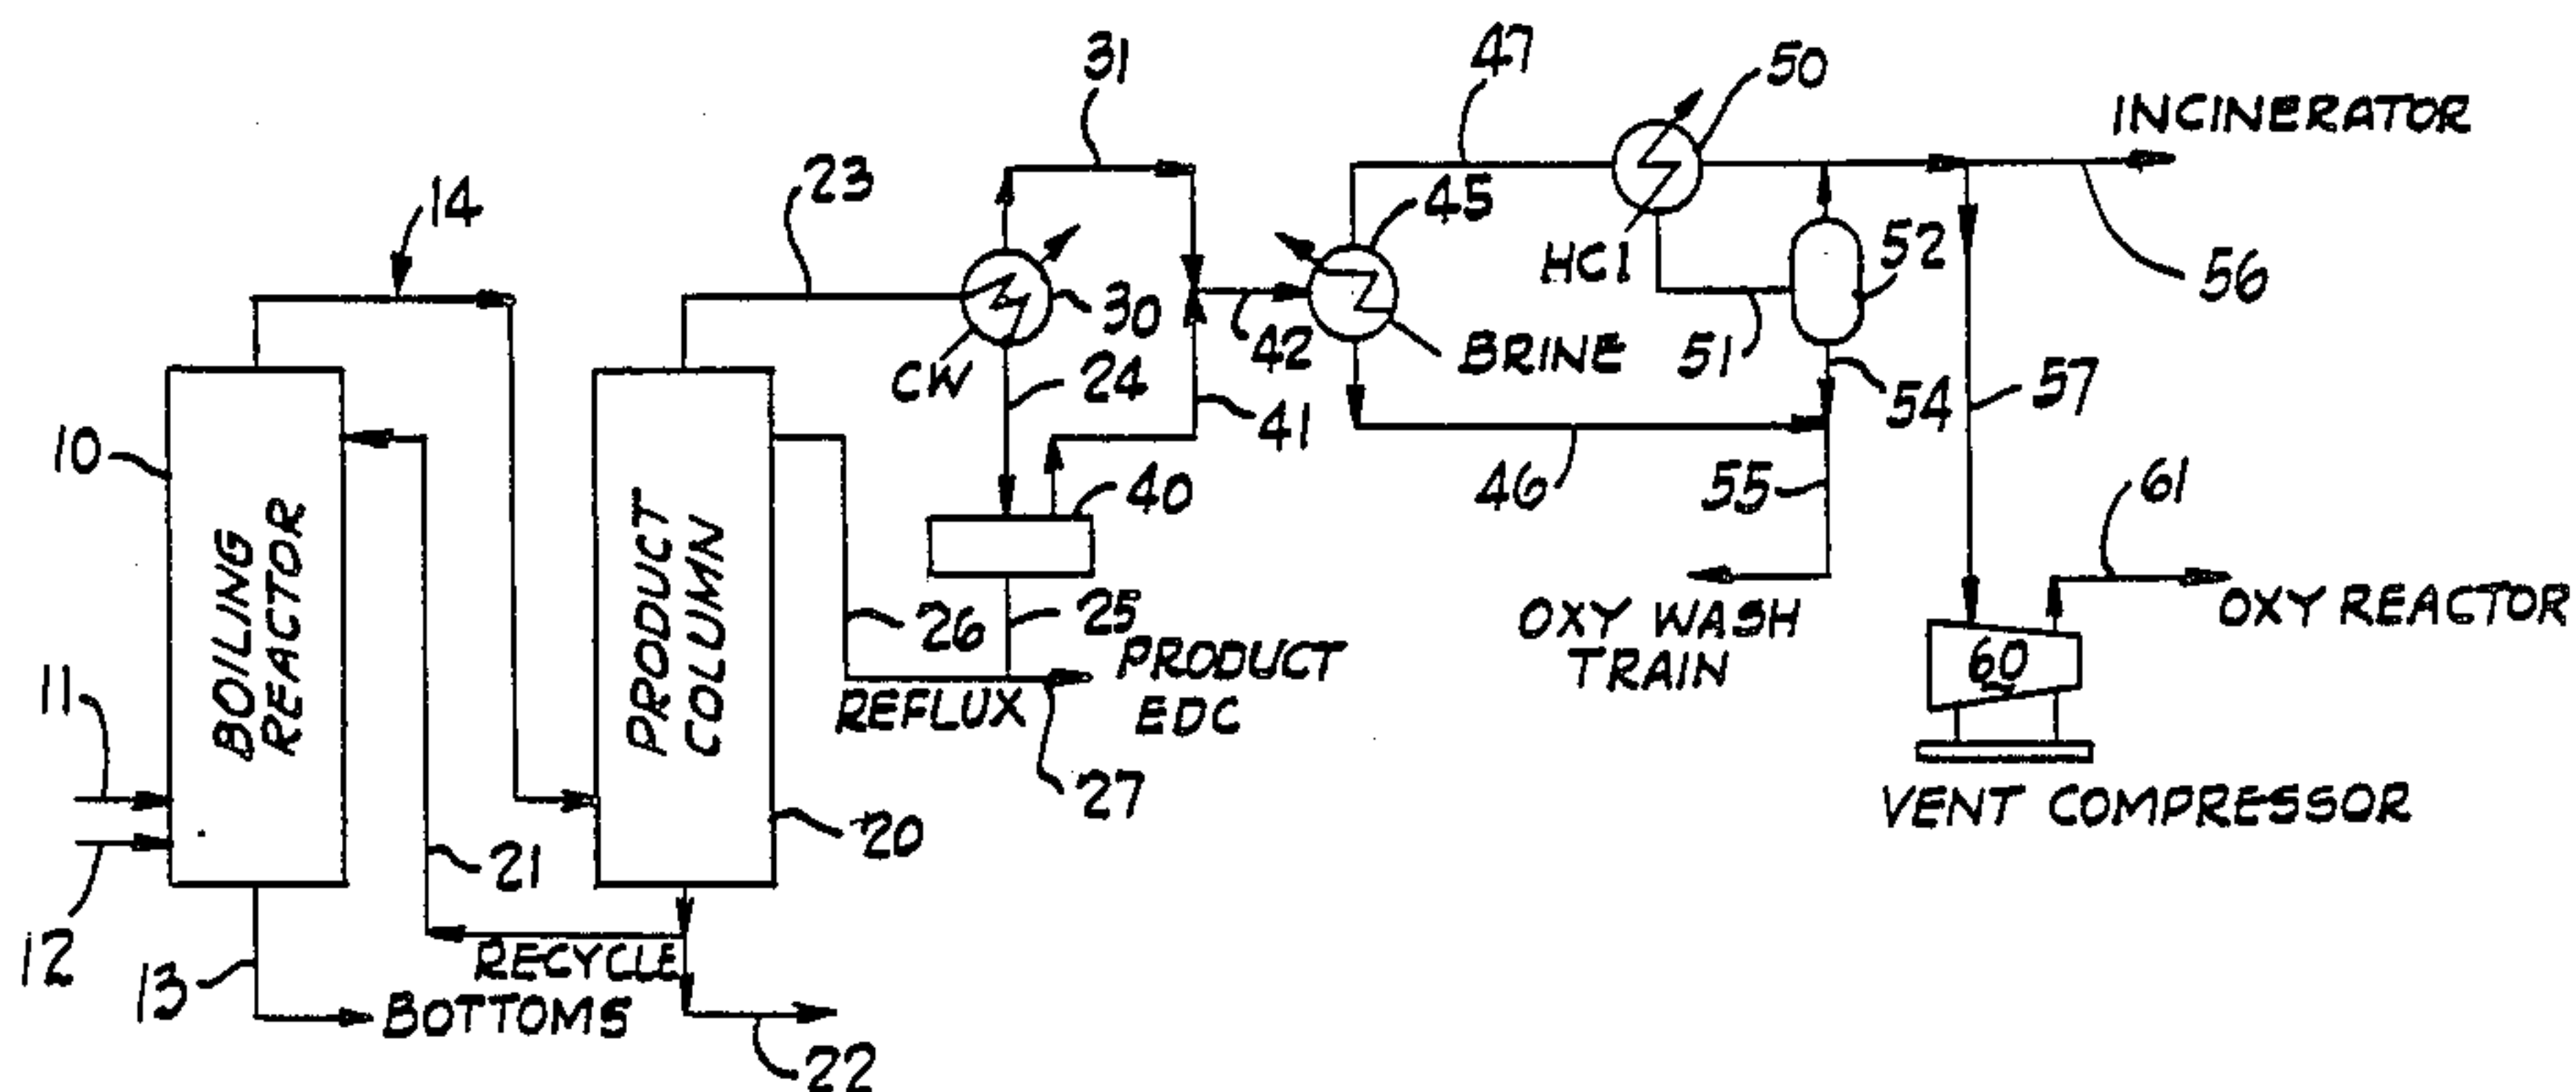 31
47
50
INCINERATOR
14
23
45
HCl
52
56
30
CW
24
42
BRINE
51
54
57
10
41
40
46
55
61
BOILING
REACTOR
PRODUCT
COLUMN
26
25
OXY WASH
TRAIN
OXY REACTOR
60
11
REFLUX
PRODUCT
EDC
27
20
VENT COMPRESSOR
12
21
13
RECYCLE
BOTTOMS
22